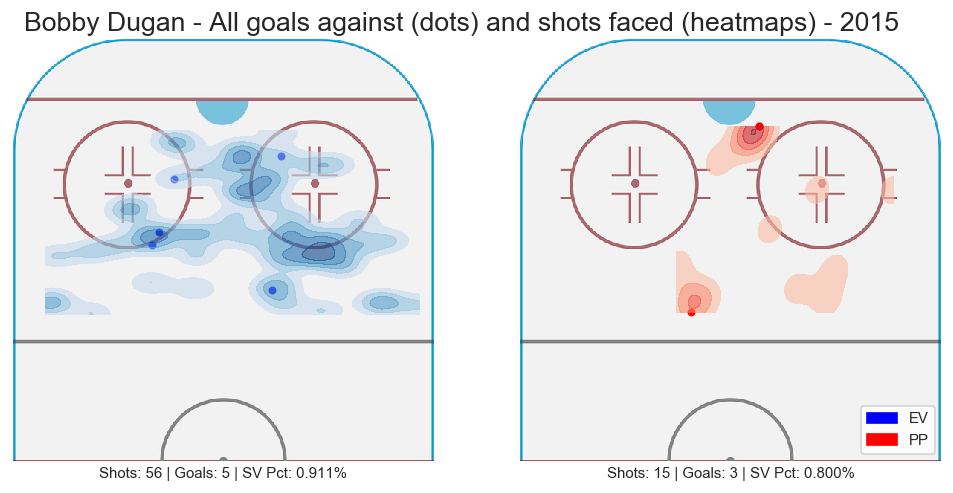 Bobby Dugan - All goals against (dots) and shots faced (heatmaps) - 2015
EV
PP
Shots: 56 | Goals: 5 | SV Pct: 0.911%
Shots: 15 | Goals: 3 | SV Pct: 0.800%